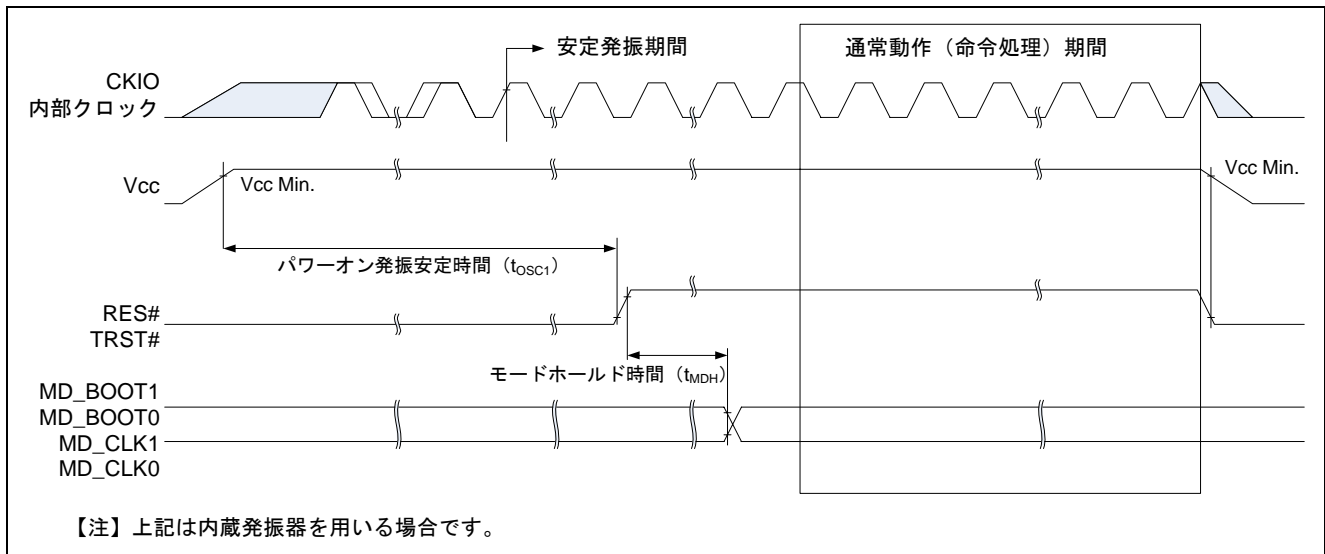 安定発振期間
通常動作（命令処理）期間
CKIO
内部クロック
Vcc
Vcc Min.
Vcc Min.
パワーオン発振安定時間（tOSC1）
RES#
TRST#
モードホールド時間（tMDH）
MD_BOOT1
MD_BOOT0
MD_CLK1
MD_CLK0
【注】上記は内蔵発振器を用いる場合です。